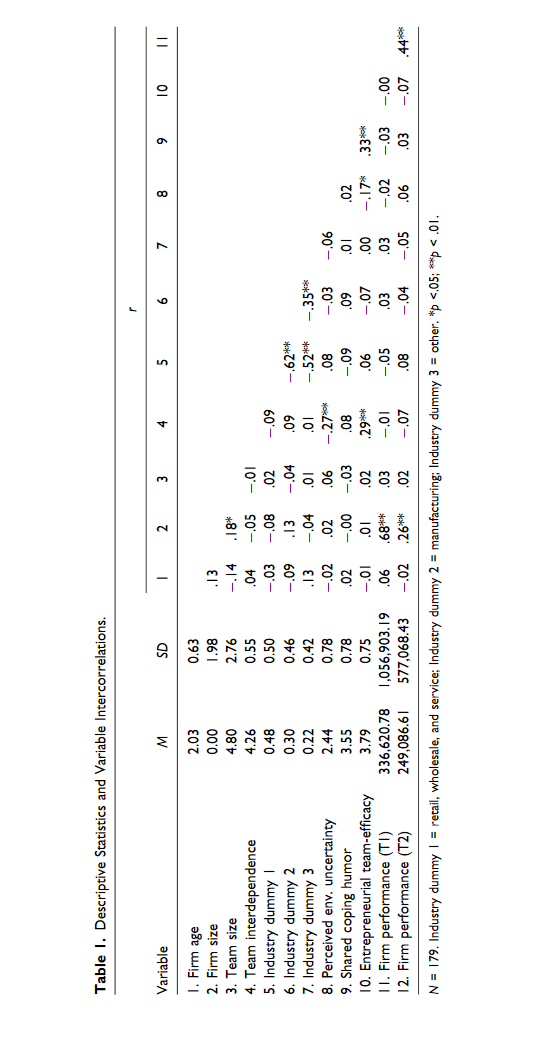 Table 1. Descriptive Statistics and Variable Intercorrelations.
r
Variable M SD 1 2 3 4 5 6 7 8 9 10 11
1. Firm age 2.03 0.63
2. Firm size 0.00 1.98 .13
3. Team size 4.80 2.76 −.14 .18*
4. Team interdependence 4.26 0.55 .04 −.05 −.01
5. Industry dummy 1 0.48 0.50 −.03 −.08 .02 −.09
6. Industry dummy 2 0.30 0.46 −.09 .13 −.04 .09 −.62**
7. Industry dummy 3 0.22 0.42 .13 −.04 .01 .01 −.52** −.35**
8. Perceived env. uncertainty 2.44 0.78 −.02 .02 .06 −.27** .08 −.03 −.06
9. Shared coping humor 3.55 0.78 .02 −.00 −.03 .08 −.09 .09 .01 .02
10. Entrepreneurial team-efficacy 3.79 0.75 −.01 .01 .02 .29** .06 −.07 .00 −.17* .33**
11. Firm performance (T1) 336,620.78 1,056,903.19 .06 .68** .03 −.01 −.05 .03 .03 −.02 −.03 −.00
12. Firm performance (T2) 249,086.61 577,068.43 −.02 .26** .02 −.07 .08 −.04 −.05 .06 .03 −.07 .44**
N = 179. Industry dummy 1 = retail, wholesale, and service; Industry dummy 2 = manufacturing; Industry dummy 3 = other. *p <.05; **p < .01.